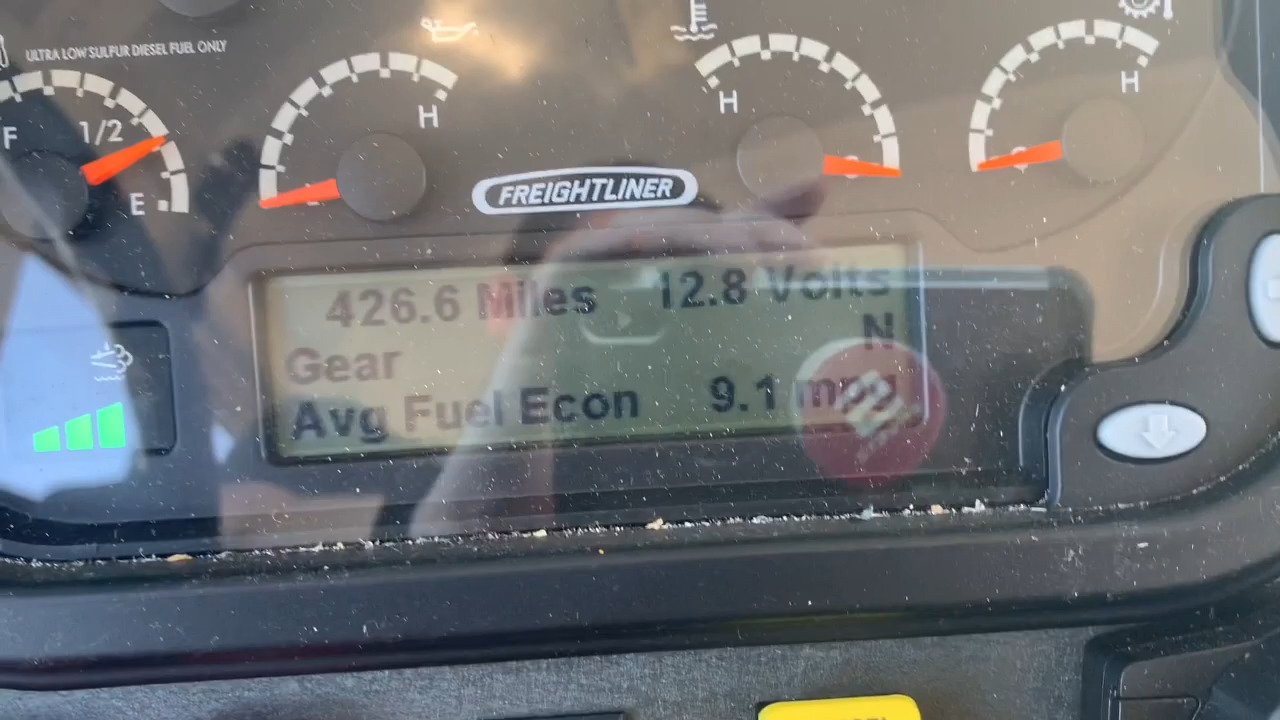 ULTRA LOW SULFUR DIESEL FUEL ONLY
F 1/2 E
H
H
H
FREIGHTLINER
426.6 Miles 12.8 Volts
N
Gear
Avg Fuel Econ 9.1 mpg